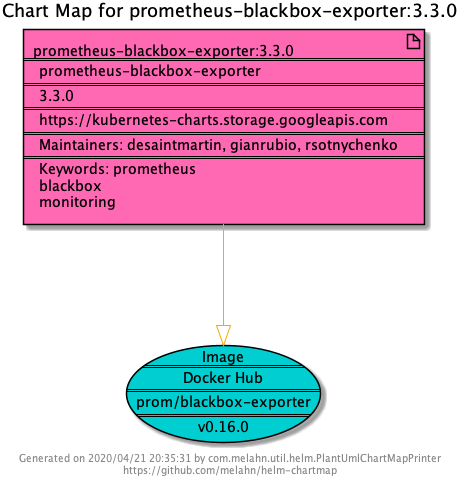 Chart Map for prometheus-blackbox-exporter:3.3.0
prometheus-blackbox-exporter:3.3.0
prometheus-blackbox-exporter
3.3.0
https://kubernetes-charts.storage.googleapis.com
Maintainers: desaintmartin, gianrubio, rsotnychenko
Keywords: prometheus
blackbox
monitoring
Image
Docker Hub
prom/blackbox-exporter
v0.16.0
Generated on 2020/04/21 20:35:31 by com.melahn.util.helm.PlantUmlChartMapPrinter
https://github.com/melahn/helm-chartmap